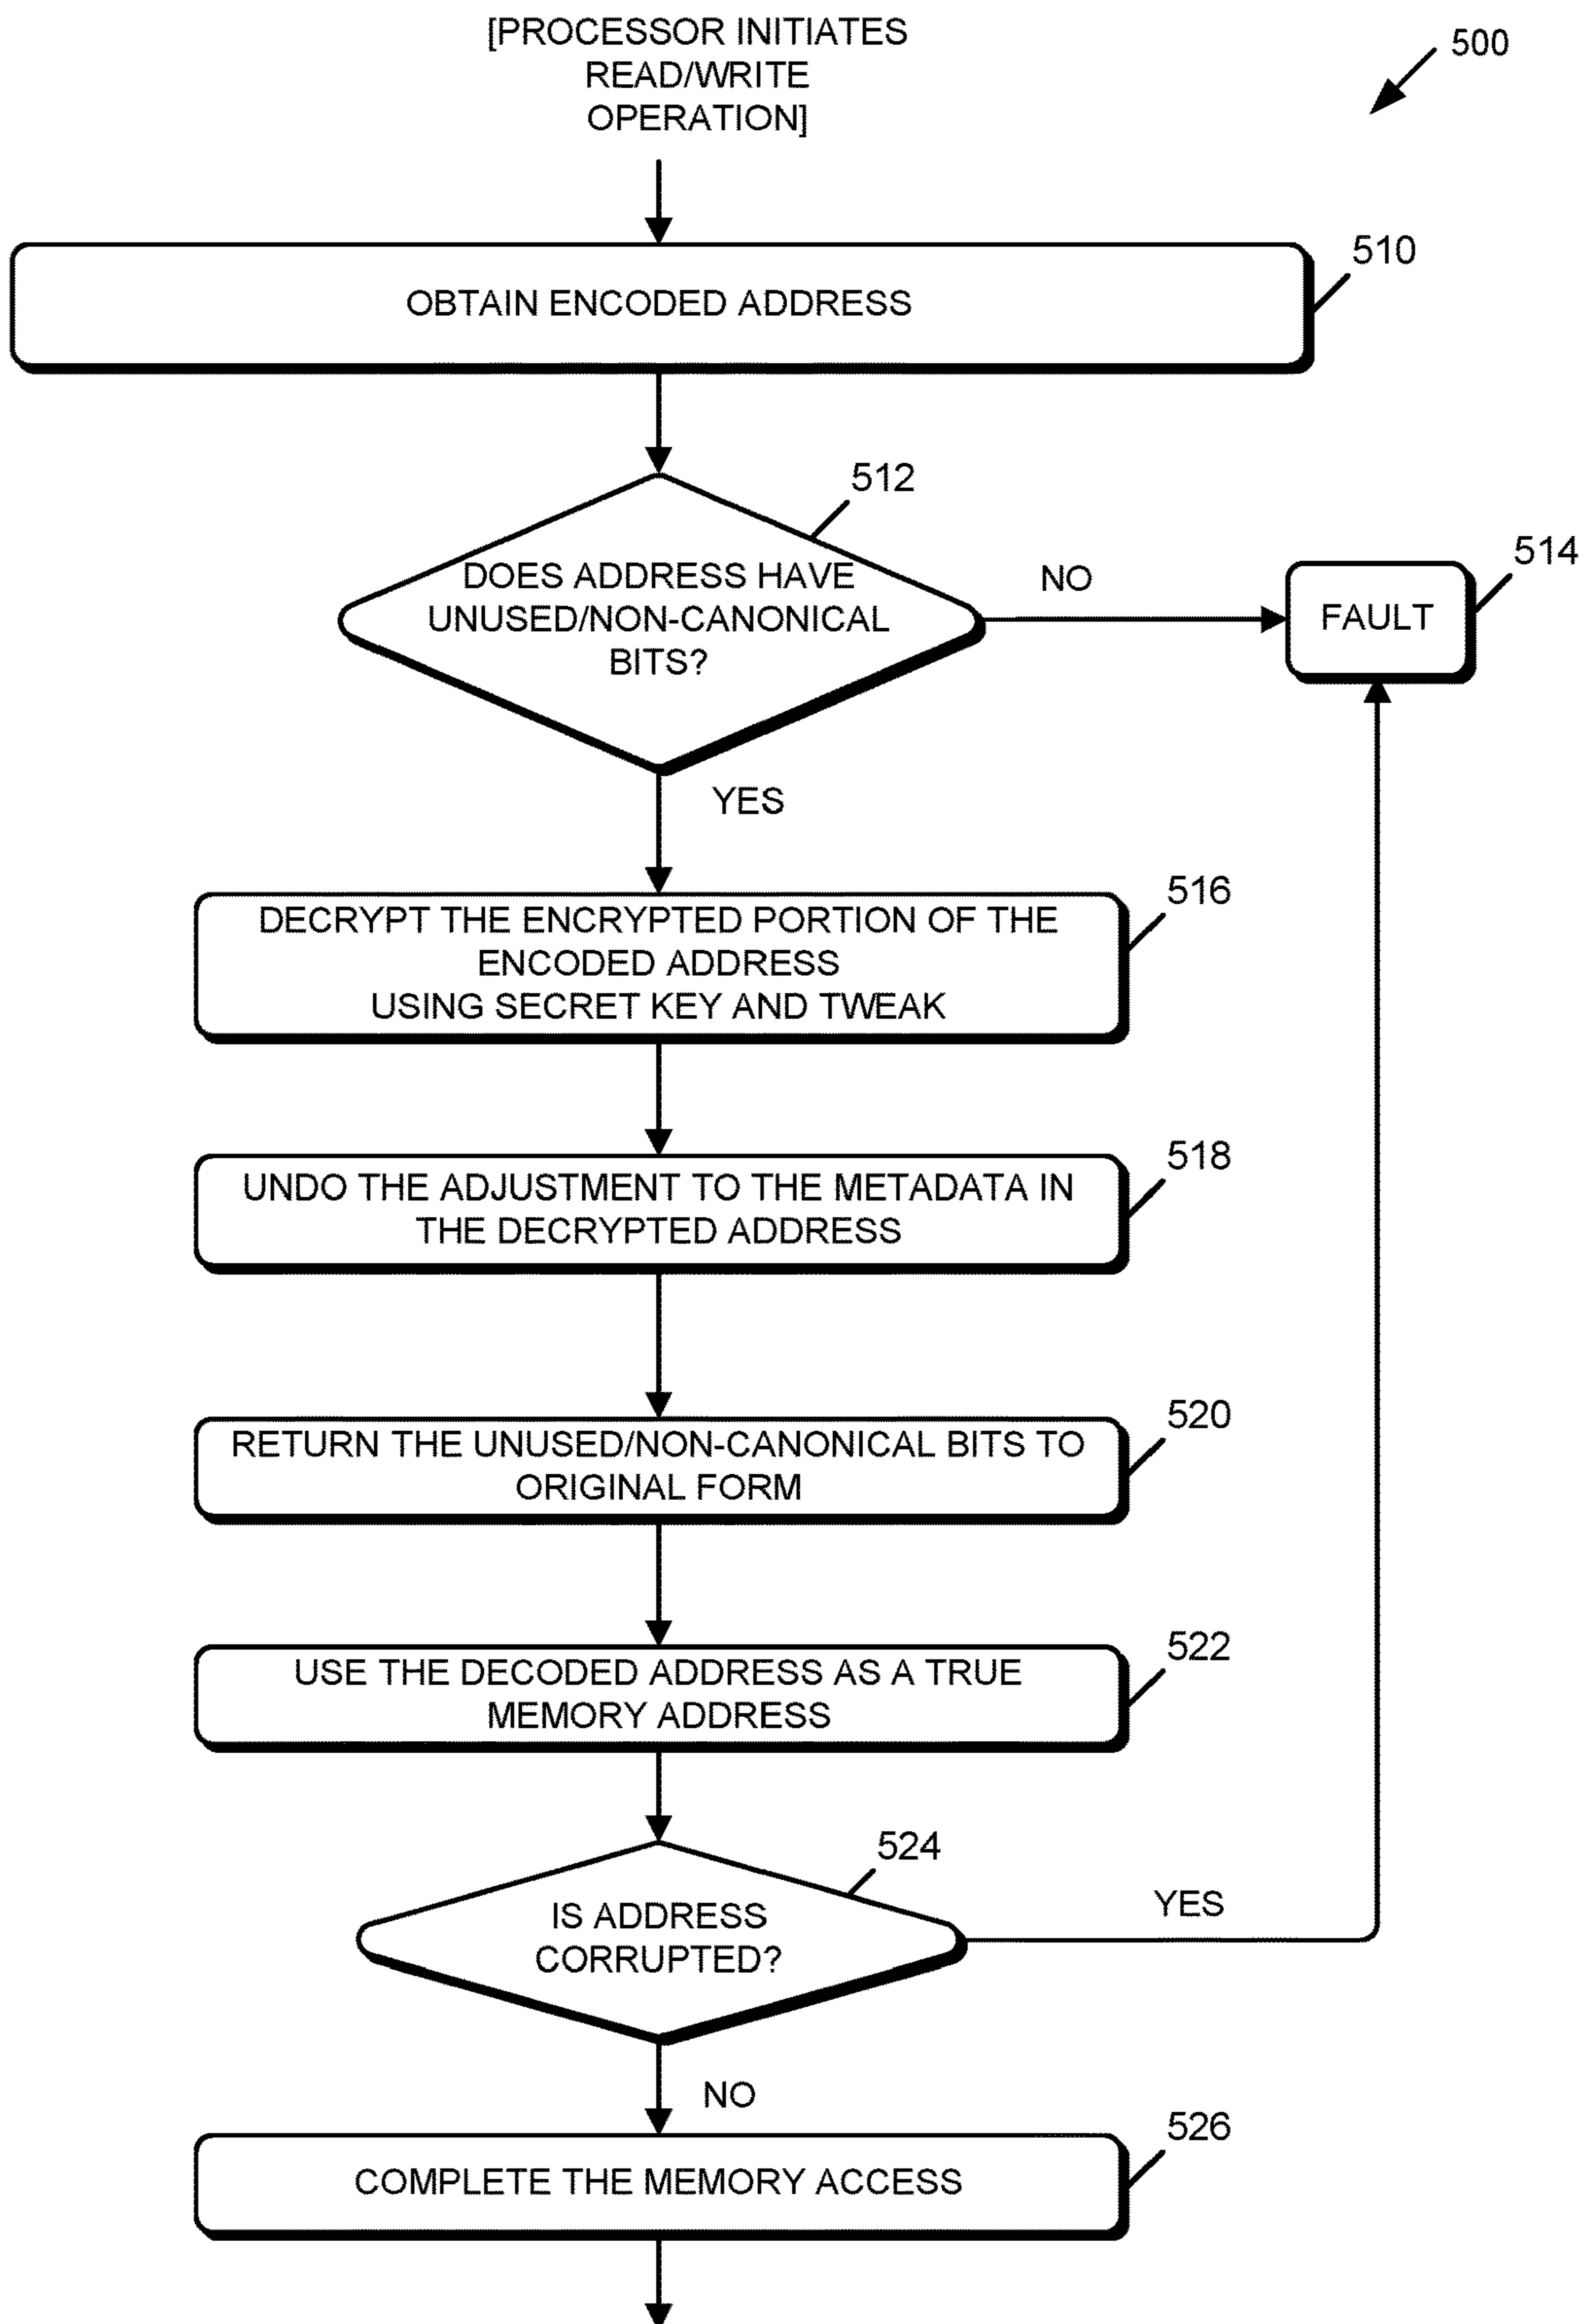 [PROCESSOR INITIATES
READ/WRITE
OPERATION]
500
510
OBTAIN ENCODED ADDRESS
512
DOES ADDRESS HAVE
UNUSED/NON-CANONICAL
BITS?
NO
514
FAULT
YES
516
DECRYPT THE ENCRYPTED PORTION OF THE
ENCODED ADDRESS
USING SECRET KEY AND TWEAK
518
UNDO THE ADJUSTMENT TO THE METADATA IN
THE DECRYPTED ADDRESS
520
RETURN THE UNUSED/NON-CANONICAL BITS TO
ORIGINAL FORM
522
USE THE DECODED ADDRESS AS A TRUE
MEMORY ADDRESS
524
IS ADDRESS
CORRUPTED?
YES
NO
526
COMPLETE THE MEMORY ACCESS